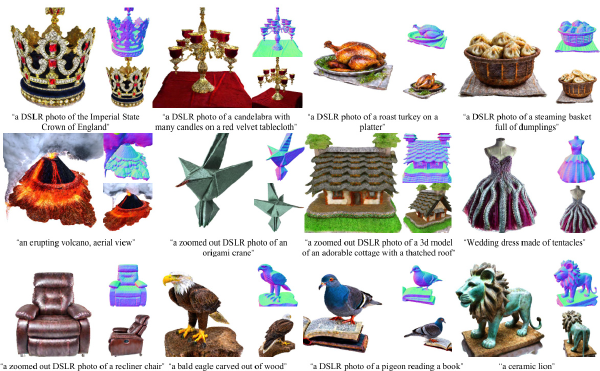 "a DSLR photo of the Imperial State
Crown of England"
"a DSLR photo of a candelabra with
many candles on a red velvet tablecloth"
"a DSLR photo of a roast turkey on a
platter"
"a DSLR photo of a steaming basket
full of dumplings"
"an erupting volcano, aerial view"
"a zoomed out DSLR photo of an
origami crane"
"a zoomed out DSLR photo of a 3d model
of an adorable cottage with a thatched roof"
"Wedding dress made of tentacles"
"a zoomed out DSLR photo of a recliner chair"
"a bald eagle carved out of wood"
"a DSLR photo of a pigeon reading a book"
"a ceramic lion"